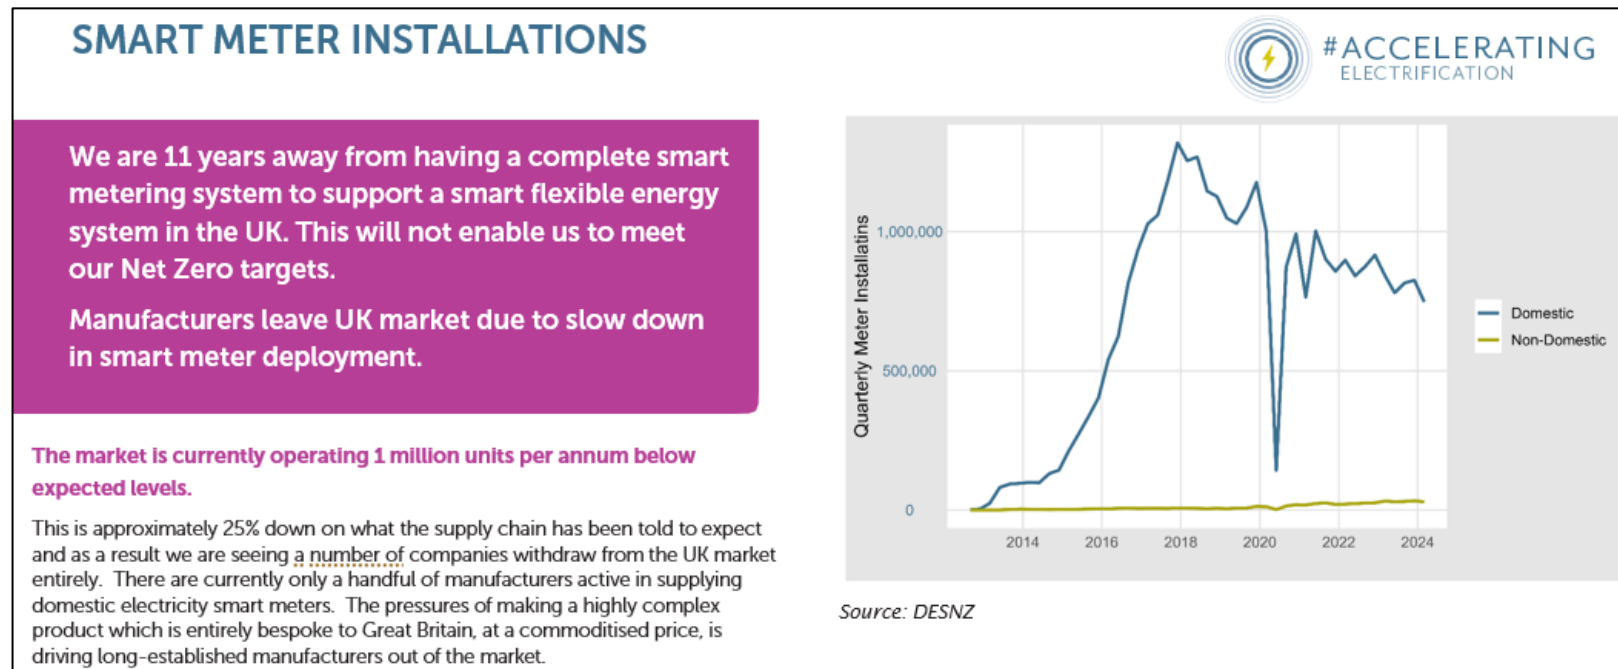 SMART METER INSTALLATIONS
#ACCELERATING
ELECTRIFICATION
We are 11 years away from having a complete smart
metering system to support a smart flexible energy
system in the UK. This will not enable us to meet
our Net Zero targets.
Manufacturers leave UK market due to slow down
in smart meter deployment.
The market is currently operating 1 million units per annum below
expected levels.
This is approximately 25% down on what the supply chain has been told to expect
and as a result we are seeing a number of companies withdraw from the UK market
entirely. There are currently only a handful of manufacturers active in supplying
domestic electricity smart meters. The pressures of making a highly complex
product which is entirely bespoke to Great Britain, at a commoditised price, is
driving long-established manufacturers out of the market.
Quarterly Meter Installatins
1,000,000
500,000
0
2014 2016 2018 2020 2022 2024
Domestic
Non-Domestic
Source: DESNZ